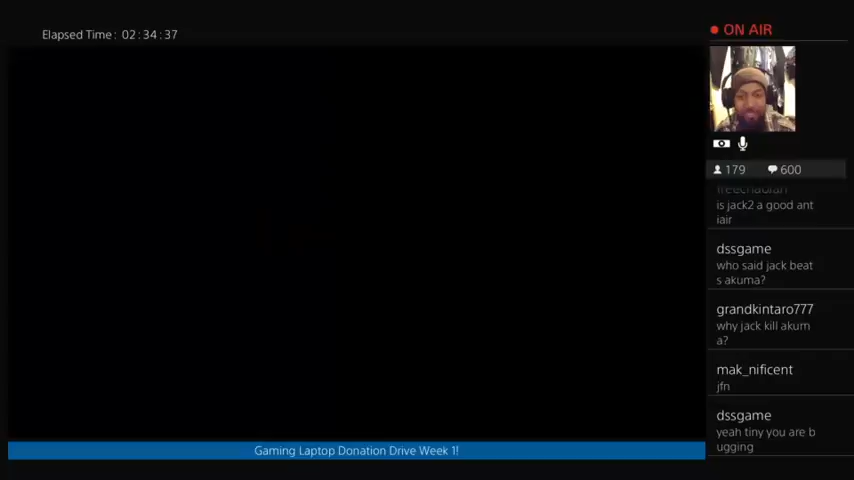 Elapsed Time: 02:34:37
ON AIR
179 600
is jack2 a good ant
iair
dssgame
who said jack beat
s akuma?
grandkintaro777
why jack kill akum
a?
mak_nificent
jfn
dssgame
yeah tiny you are b
ugging
Gaming Laptop Donation Drive Week 1!